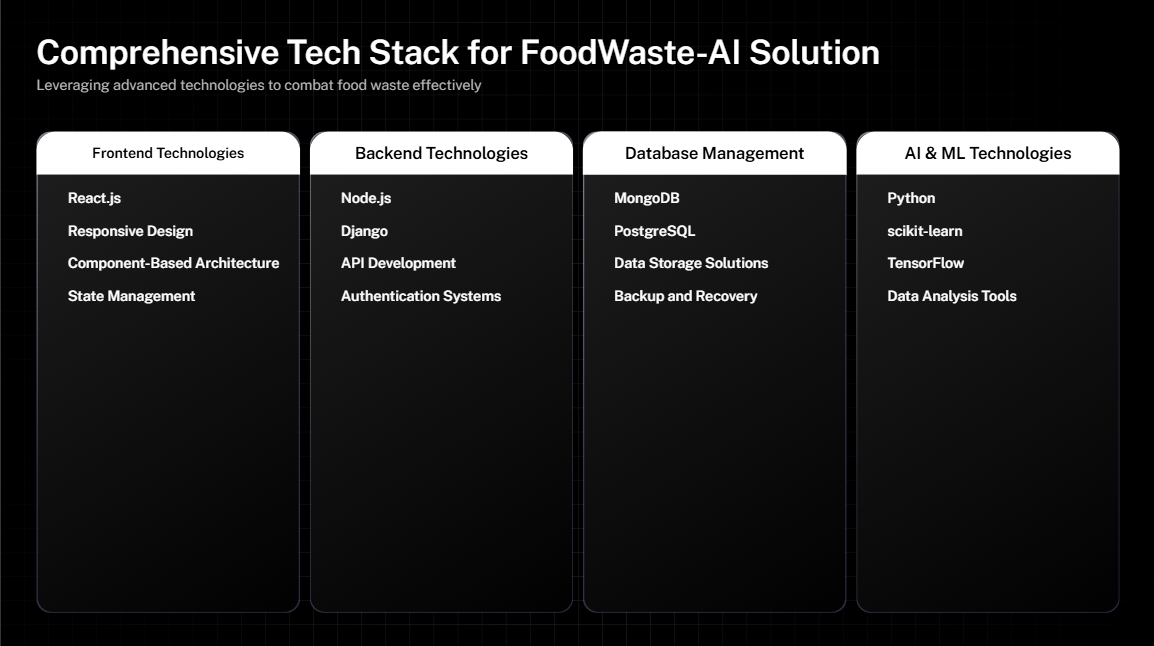 Comprehensive Tech Stack for FoodWaste-AI Solution
Leveraging advanced technologies to combat food waste effectively
Frontend Technologies
React.js
Responsive Design
Component-Based Architecture
State Management
Backend Technologies
Node.js
Django
API Development
Authentication Systems
Database Management
MongoDB
PostgreSQL
Data Storage Solutions
Backup and Recovery
AI & ML Technologies
Python
scikit-learn
TensorFlow
Data Analysis Tools